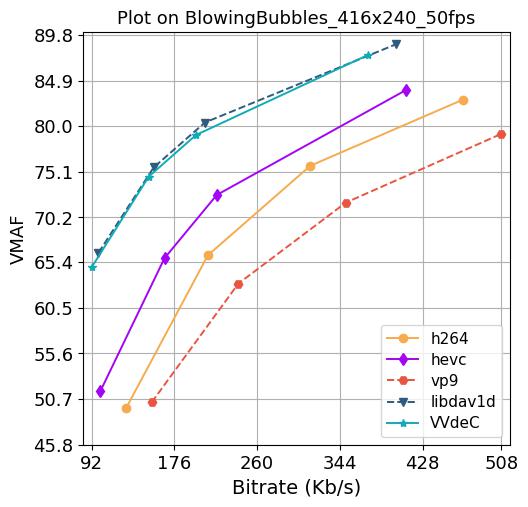 Plot on BlowingBubbles_416x240_50fps
89.8
84.9
80.0
75.1
70.2
65.4
60.5
55.6
50.7
45.8
VMAF
h264
hevc
vp9
libdav1d
VVdeC
92 176 260 344 428 508
Bitrate (Kb/s)